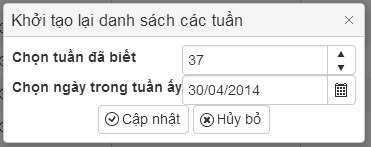 Khởi tạo lại danh sách các tuần
Chọn tuần đã biết 37
Chọn ngày trong tuần ấy 30/04/2014
Cập nhật Hủy bỏ